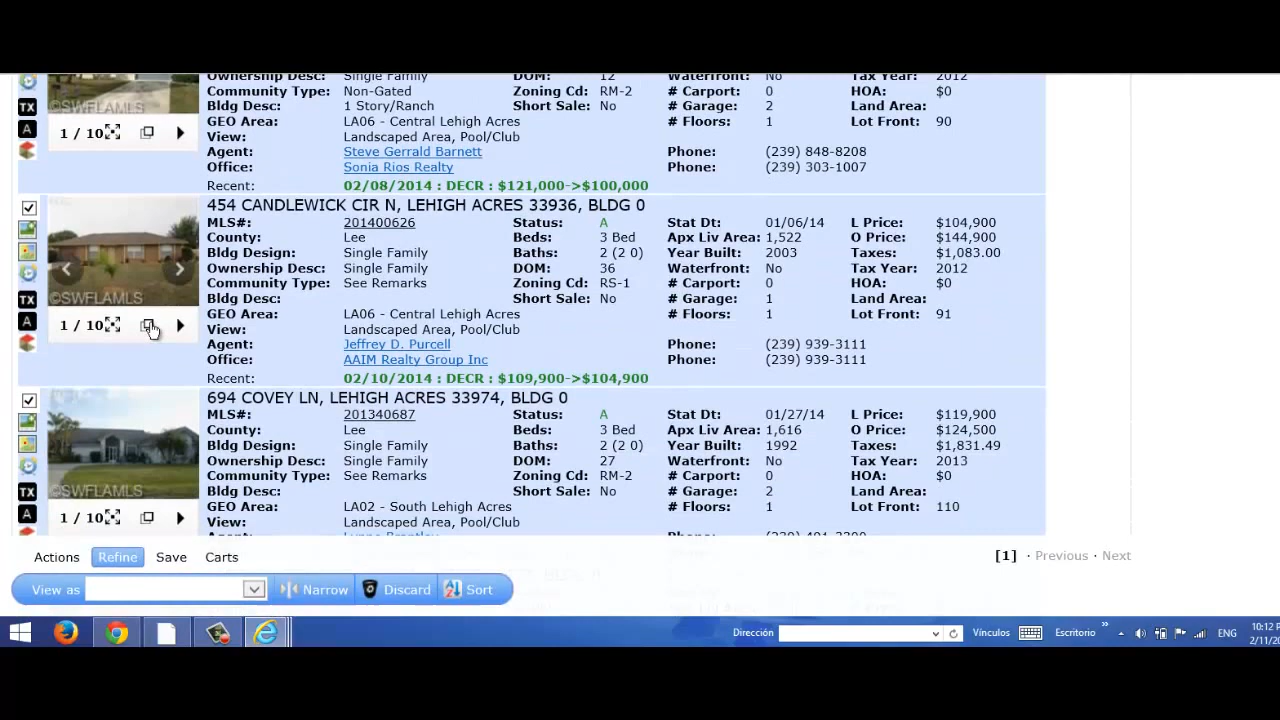 Ownership Desc: Single Family DOM: 12 Waterfront: No Tax Year: 2012
Community Type: Non-Gated Zoning Cd: RM-2 # Carport: 0 HOA: $0
Bldg Desc: 1 Story/Ranch Short Sale: No # Garage: 2 Land Area:
GEO Area: LA06 - Central Lehigh Acres # Floors: 1 Lot Front: 90
View: Landscaped Area, Pool/Club
Agent: Steve Gerrald Barnett Phone: (239) 848-8208
Office: Sonia Rios Realty Phone: (239) 303-1007
Recent: 02/08/2014 : DECR : $121,000->$100,000
©SWFLAMLS
TX
A
1 / 10
454 CANDLEWICK CIR N, LEHIGH ACRES 33936, BLDG 0
MLS#: 201400626 Status: A Stat Dt: 01/06/14 L Price: $104,900
County: Lee Beds: 3 Bed Apx Liv Area: 1,522 O Price: $144,900
Bldg Design: Single Family Baths: 2 (2 0) Year Built: 2003 Taxes: $1,083.00
Ownership Desc: Single Family DOM: 36 Waterfront: No Tax Year: 2012
Community Type: See Remarks Zoning Cd: RS-1 # Carport: 0 HOA: $0
Bldg Desc: Short Sale: No # Garage: 1 Land Area:
GEO Area: LA06 - Central Lehigh Acres # Floors: 1 Lot Front: 91
View: Landscaped Area, Pool/Club
Agent: Jeffrey D. Purcell Phone: (239) 939-3111
Office: AAIM Realty Group Inc Phone: (239) 939-3111
Recent: 02/10/2014 : DECR : $109,900->$104,900
©SWFLAMLS
TX
A
1 / 10
694 COVEY LN, LEHIGH ACRES 33974, BLDG 0
MLS#: 201340687 Status: A Stat Dt: 01/27/14 L Price: $119,900
County: Lee Beds: 3 Bed Apx Liv Area: 1,616 O Price: $124,500
Bldg Design: Single Family Baths: 2 (2 0) Year Built: 1992 Taxes: $1,831.49
Ownership Desc: Single Family DOM: 27 Waterfront: No Tax Year: 2013
Community Type: See Remarks Zoning Cd: RM-2 # Carport: 0 HOA: $0
Bldg Desc: Short Sale: No # Garage: 2 Land Area:
GEO Area: LA02 - South Lehigh Acres # Floors: 1 Lot Front: 110
View: Landscaped Area, Pool/Club
©SWFLAMLS
TX
A
1 / 10
Actions Refine Save Carts [1] · Previous · Next
View as Narrow Discard Sort
Dirección Vínculos Escritorio ENG 10:12
2/11/20